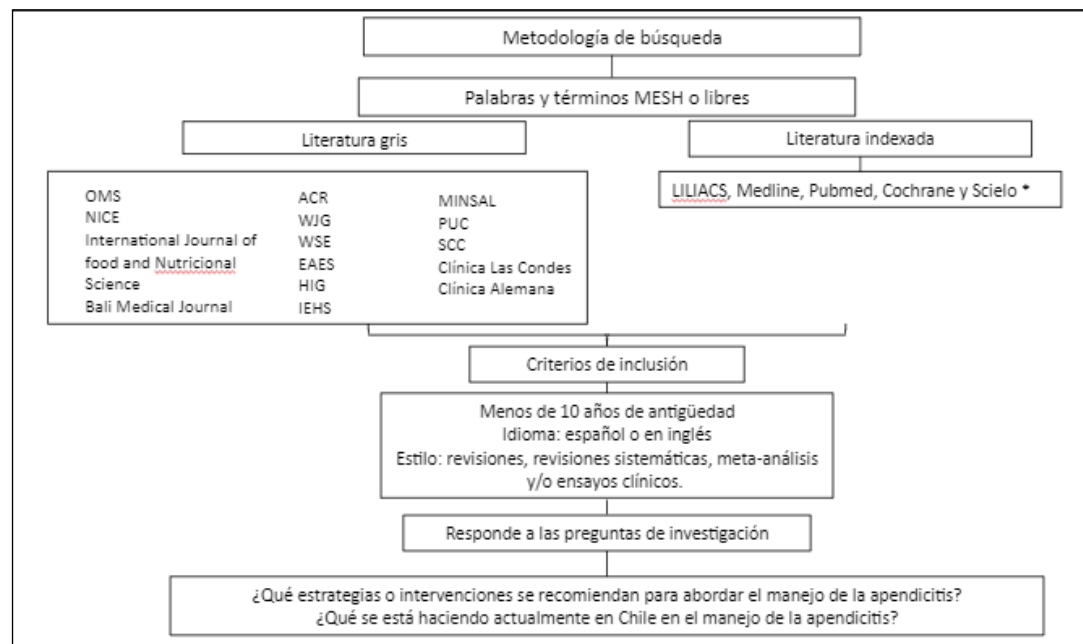 Metodología de búsqueda
Palabras y términos MESH o libres
Literatura gris
Literatura indexada
OMS
NICE
International Journal of
food and Nutricional
Science
Bali Medical Journal
ACR
WJG
WSE
EAES
HIG
IEHS
MINSAL
PUC
SCC
Clínica Las Condes
Clínica Alemana
LILIACS, Medline, Pubmed, Cochrane y Scielo *
Criterios de inclusión
Menos de 10 años de antigüedad
Idioma: español o en inglés
Estilo: revisiones, revisiones sistemáticas, meta-análisis
y/o ensayos clínicos.
Responde a las preguntas de investigación
¿Qué estrategias o intervenciones se recomiendan para abordar el manejo de la apendicitis?
¿Qué se está haciendo actualmente en Chile en el manejo de la apendicitis?